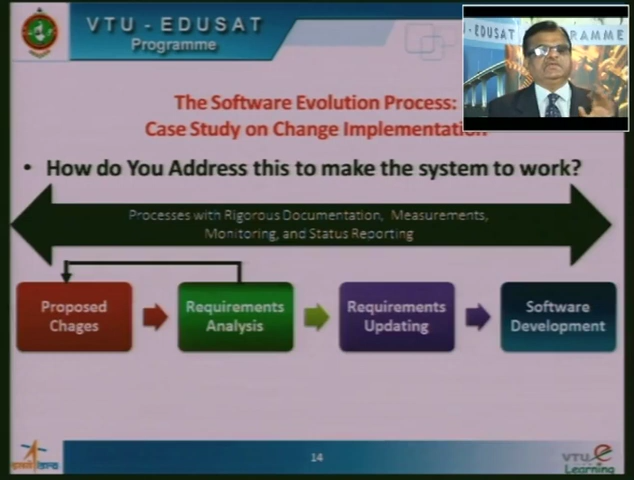 VTU - EDUSAT
Programme
- EDUSAT
RAMME
The Software Evolution Process:
Case Study on Change Implementation
• How do You Address this to make the system to work?
Processes with Rigorous Documentation, Measurements,
Monitoring, and Status Reporting
Proposed
Chages
Requirements
Analysis
Requirements
Updating
Software
Development
14
VTU e
Learning